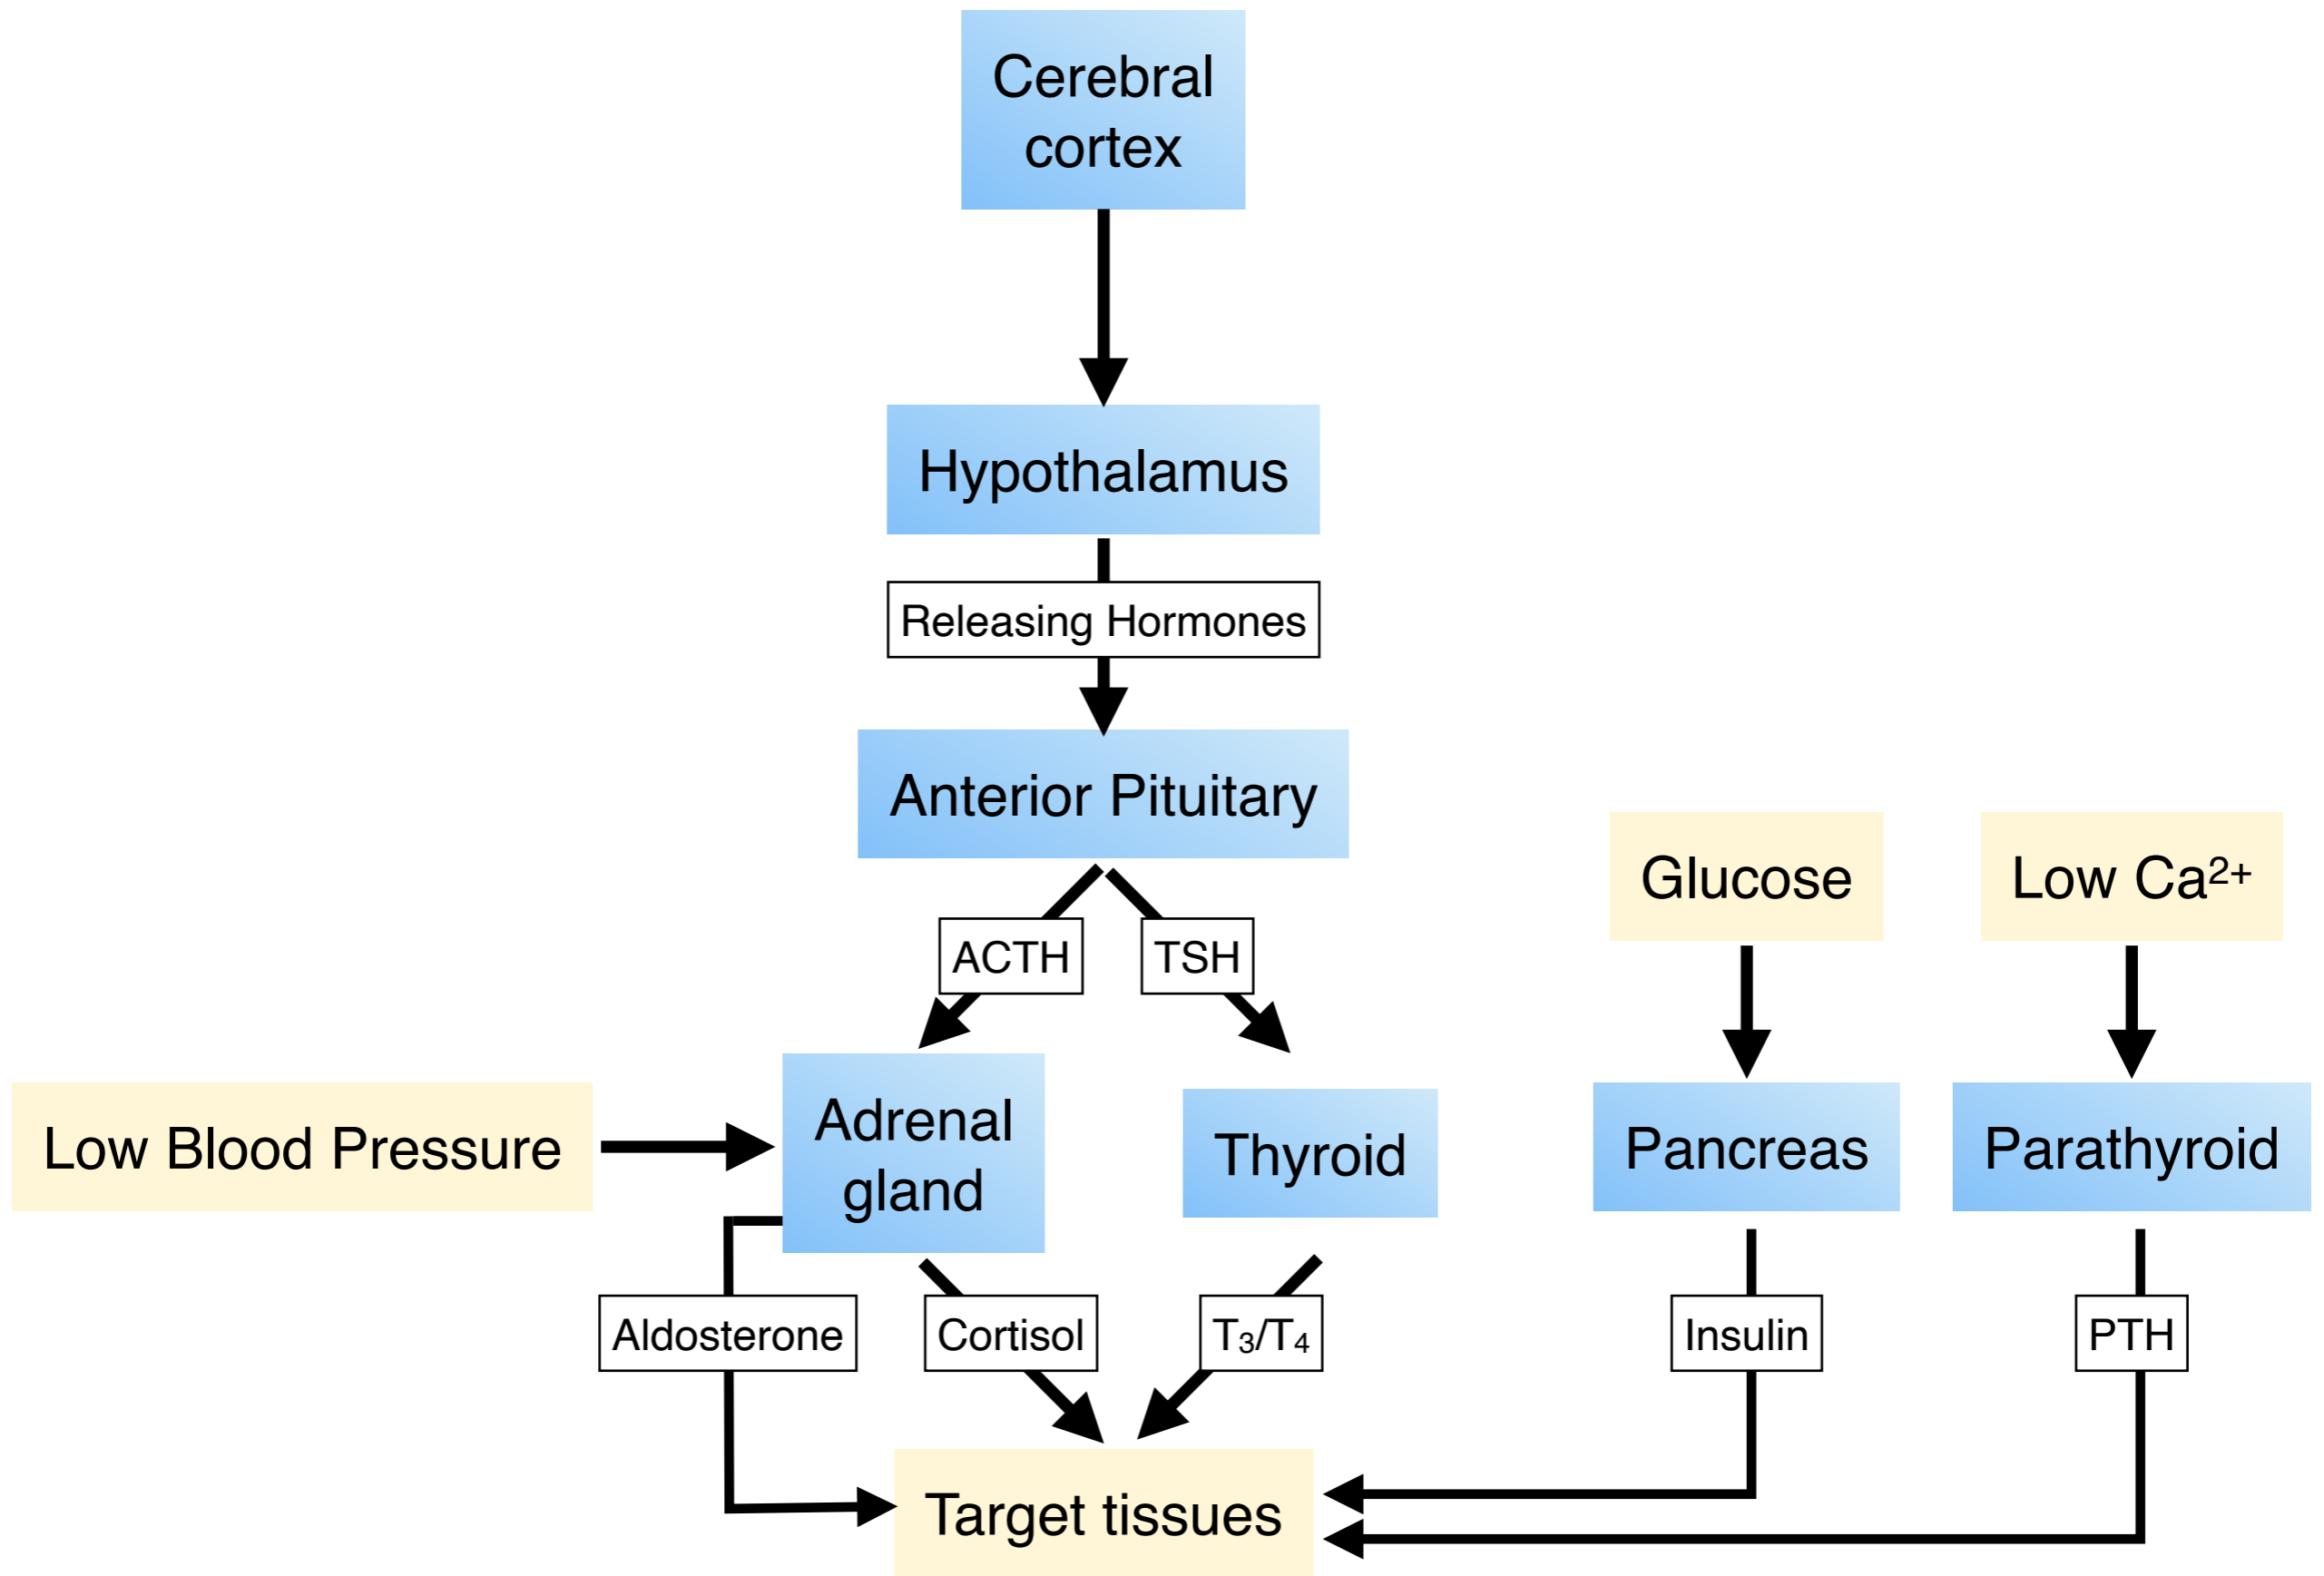 Cerebral
cortex
Hypothalamus
Releasing Hormones
Anterior Pituitary
Glucose
Low Ca²⁺
ACTH
TSH
Low Blood Pressure
Adrenal
gland
Thyroid
Pancreas
Parathyroid
Aldosterone
Cortisol
T₃/T₄
Insulin
PTH
Target tissues